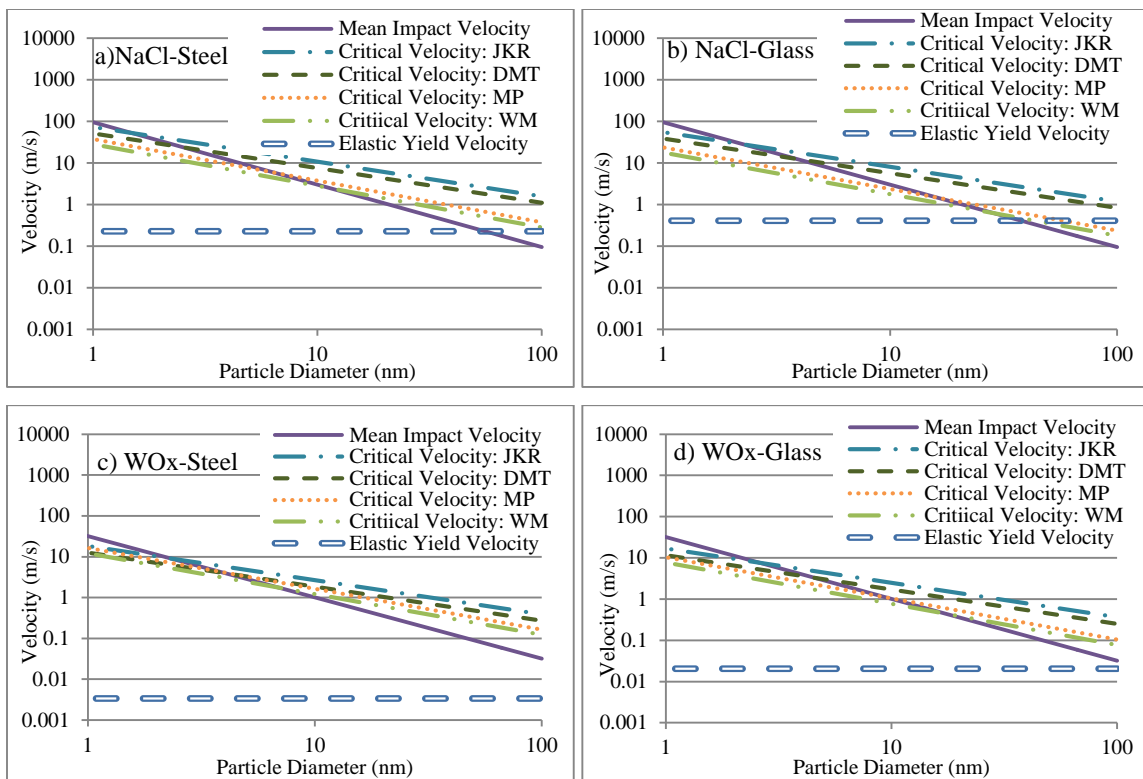 a)NaCl-Steel
Mean Impact Velocity
Critical Velocity: JKR
Critical Velocity: DMT
Critical Velocity: MP
Critiical Velocity: WM
Elastic Yield Velocity
10000
1000
100
10
1
0.1
0.01
0.001
Velocity (m/s)
1
10
100
Particle Diameter (nm)
b) NaCl-Glass
Mean Impact Velocity
Critical Velocity: JKR
Critical Velocity: DMT
Critical Velocity: MP
Critiical Velocity: WM
Elastic Yield Velocity
10000
1000
100
10
1
0.1
0.01
0.001
Velocity (m/s)
1
10
100
Particle Diameter (nm)
c) WOx-Steel
Mean Impact Velocity
Critical Velocity: JKR
Critical Velocity: DMT
Critical Velocity: MP
Critiical Velocity: WM
Elastic Yield Velocity
10000
1000
100
10
1
0.1
0.01
0.001
Velocity (m/s)
1
10
100
Particle Diameter (nm)
d) WOx-Glass
Mean Impact Velocity
Critical Velocity: JKR
Critical Velocity: DMT
Critical Velocity: MP
Critiical Velocity: WM
Elastic Yield Velocity
10000
1000
100
10
1
0.1
0.01
0.001
Velocity (m/s)
1
10
100
Particle Diameter (nm)